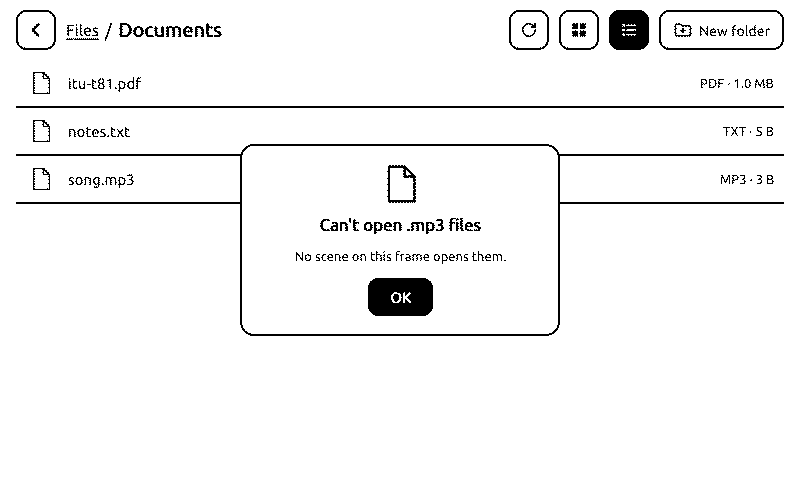 Files / Documents
New folder
itu-t81.pdf
PDF · 1.0 MB
notes.txt
TXT · 5 B
song.mp3
MP3 · 3 B
Can't open .mp3 files
No scene on this frame opens them.
OK